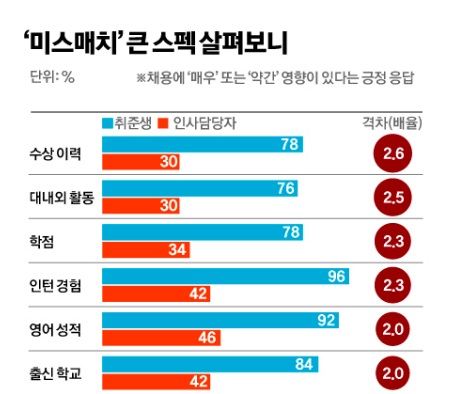 ‘미스매치’ 큰 스펙 살펴보니
단위: %
※채용에 ‘매우’ 또는 ‘약간’ 영향이 있다는 긍정 응답
취준생 인사담당자 격차(배율)
수상 이력 78 30 2.6
대내외 활동 76 30 2.5
학점 78 34 2.3
인턴 경험 96 42 2.3
영어 성적 92 46 2.0
출신 학교 84 42 2.0